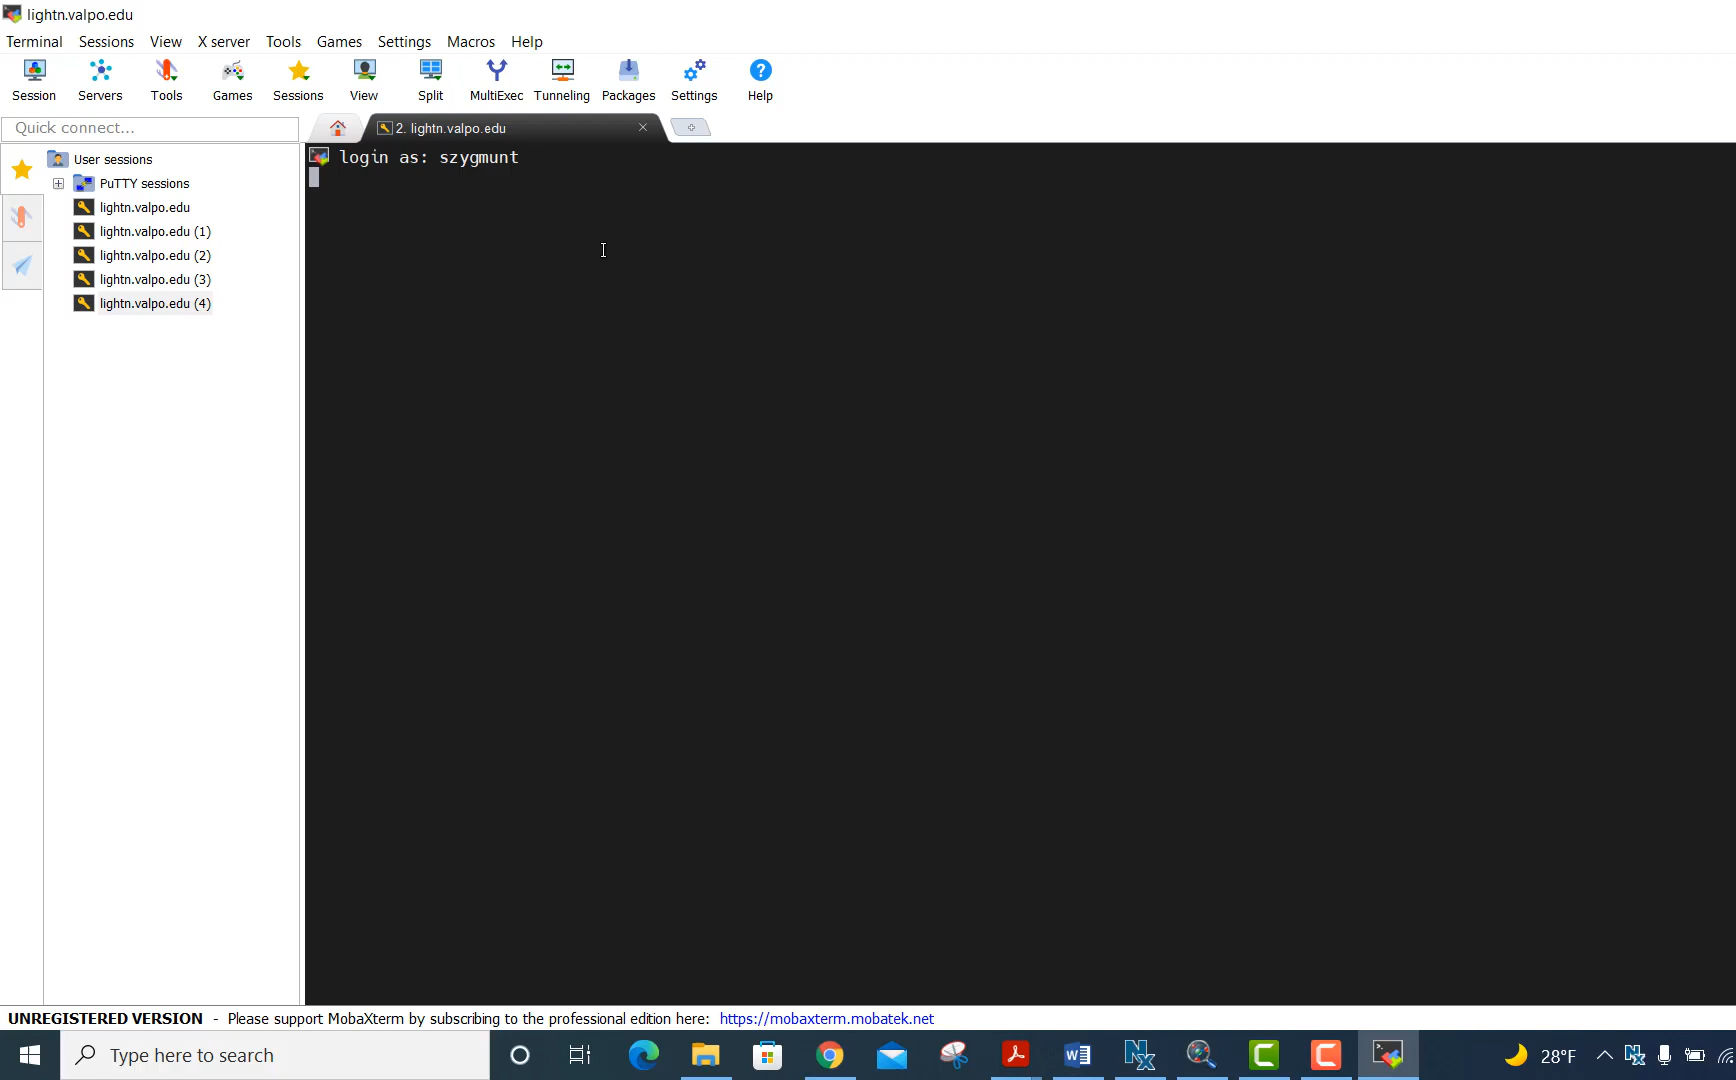 lightn.valpo.edu
Terminal Sessions View X server Tools Games Settings Macros Help
Session Servers Tools Games Sessions View Split MultiExec Tunneling Packages Settings Help
Quick connect...
2. lightn.valpo.edu
User sessions
PuTTY sessions
lightn.valpo.edu
lightn.valpo.edu (1)
lightn.valpo.edu (2)
lightn.valpo.edu (3)
lightn.valpo.edu (4)
login as: szygmunt
UNREGISTERED VERSION - Please support MobaXterm by subscribing to the professional edition here: https://mobaxterm.mobatek.net
Type here to search
28°F